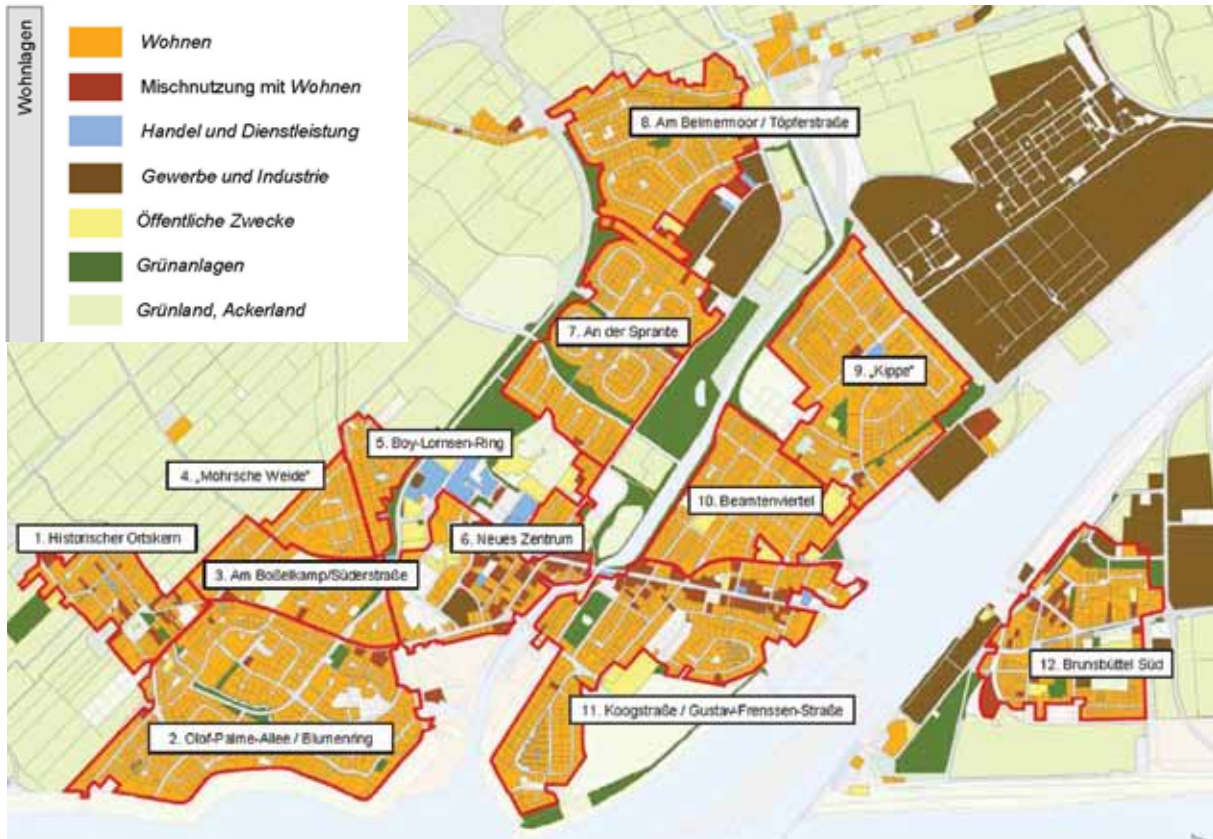 Wohnlagen
Wohnen
Mischnutzung mit Wohnen
Handel und Dienstleistung
Gewerbe und Industrie
Öffentliche Zwecke
Grünanlagen
Grünland, Ackerland
8. Am Belmermoor / Töpferstraße
7. An der Sprante
9. „Kippe"
5. Boy-Lornsen-Ring
4. „Mohrsche Weide"
10. Beamtenviertel
1. Historischer Ortskern
6. Neues Zentrum
3. Am Boßelkamp/Süderstraße
12. Brunsbüttel Süd
11. Koogstraße / Gustav-Frenssen-Straße
2. Olof-Palme-Allee / Blumenring